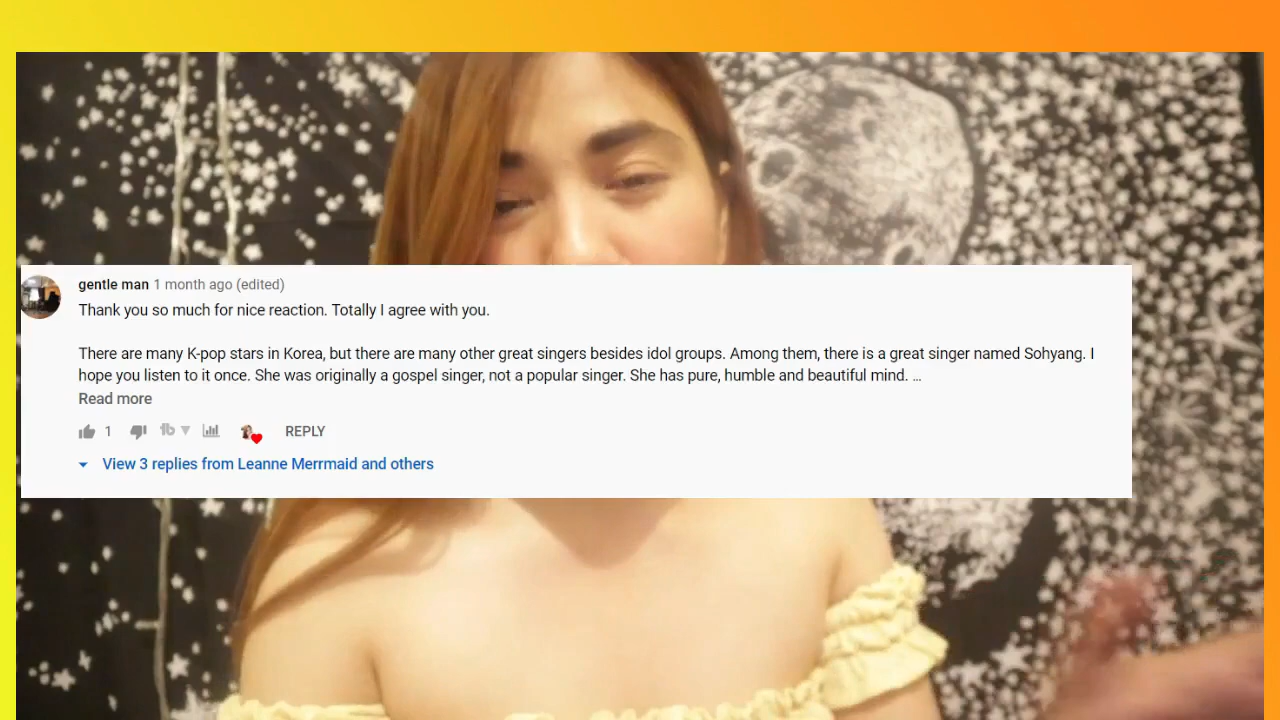 gentle man 1 month ago (edited)
Thank you so much for nice reaction. Totally I agree with you.
There are many K-pop stars in Korea, but there are many other great singers besides idol groups. Among them, there is a great singer named Sohyang. I
hope you listen to it once. She was originally a gospel singer, not a popular singer. She has pure, humble and beautiful mind. ...
Read more
1 REPLY
View 3 replies from Leanne Merrmaid and others